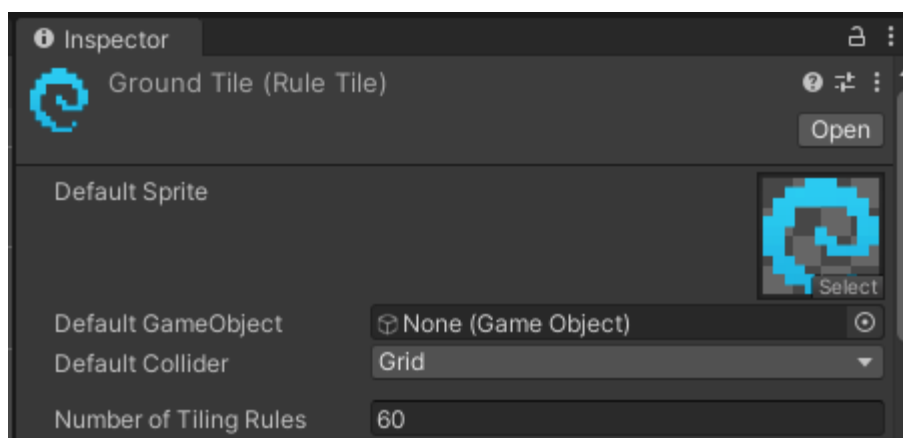 Inspector
Ground Tile (Rule Tile)
Open
Default Sprite
Select
Default GameObject None (Game Object)
Default Collider Grid
Number of Tiling Rules 60